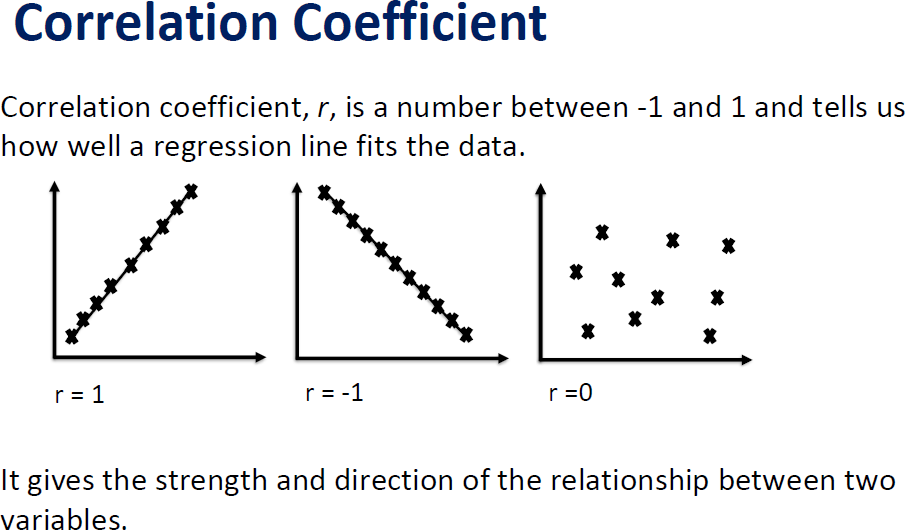 Correlation Coefficient
Correlation coefficient, r, is a number between -1 and 1 and tells us
how well a regression line fits the data.
r = 1
r = -1
r =0
It gives the strength and direction of the relationship between two
variables.